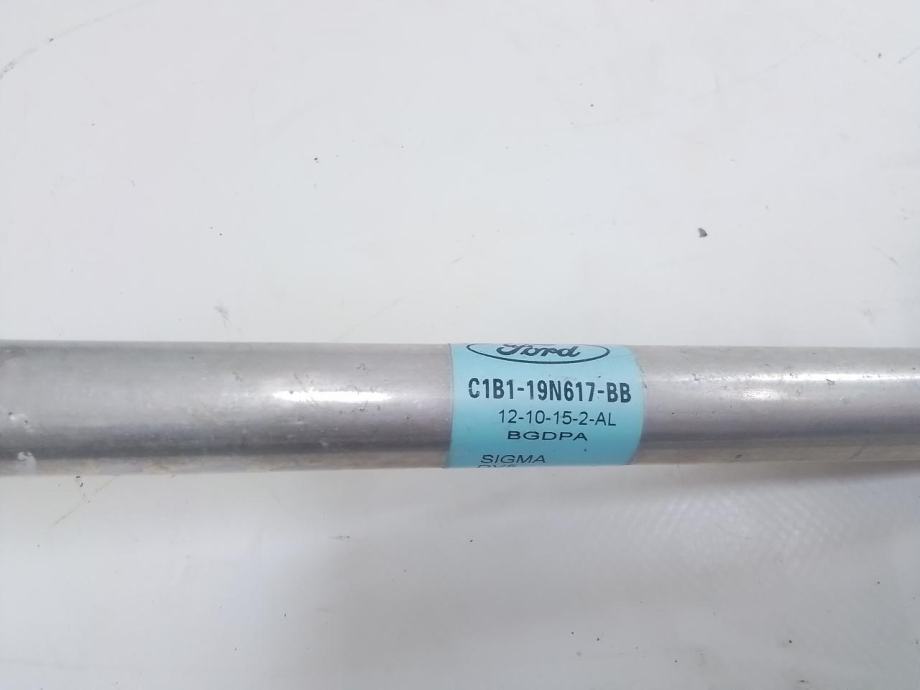 Ford
C1B1-19N617-BB
12-10-15-2-AL
BGDPA
SIGMA